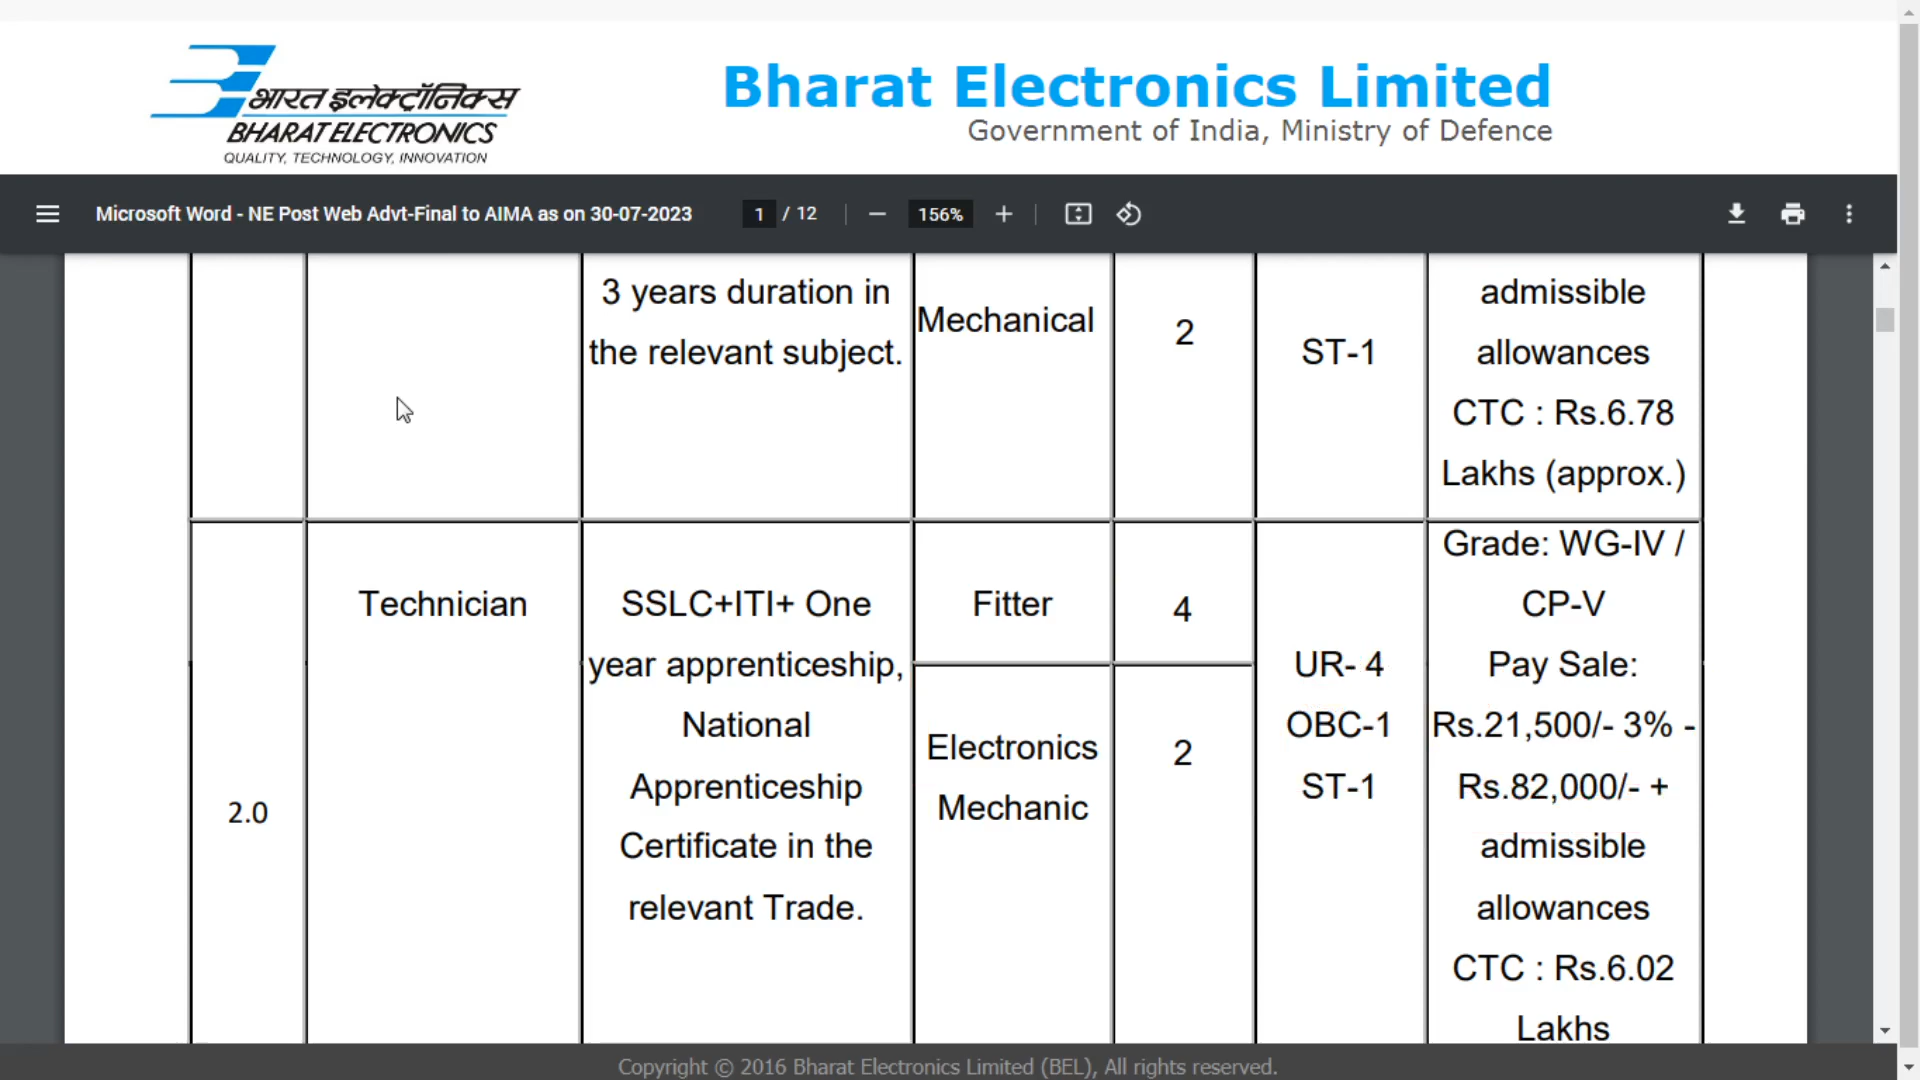 भारत इलेक्ट्रॉनिक्स
BHARAT ELECTRONICS
QUALITY, TECHNOLOGY, INNOVATION
Bharat Electronics Limited
Government of India, Ministry of Defence
Microsoft Word - NE Post Web Advt-Final to AIMA as on 30-07-2023
1 / 12
156%
3 years duration in
the relevant subject.
Mechanical
2
ST-1
admissible
allowances
CTC : Rs.6.78
Lakhs (approx.)
2.0
Technician
SSLC+ITI+ One
year apprenticeship,
National
Apprenticeship
Certificate in the
relevant Trade.
Fitter
4
Electronics
Mechanic
2
UR- 4
OBC-1
ST-1
Grade: WG-IV /
CP-V
Pay Sale:
Rs.21,500/- 3% -
Rs.82,000/- +
admissible
allowances
CTC : Rs.6.02
Lakhs
Copyright © 2016 Bharat Electronics Limited (BEL), All rights reserved.